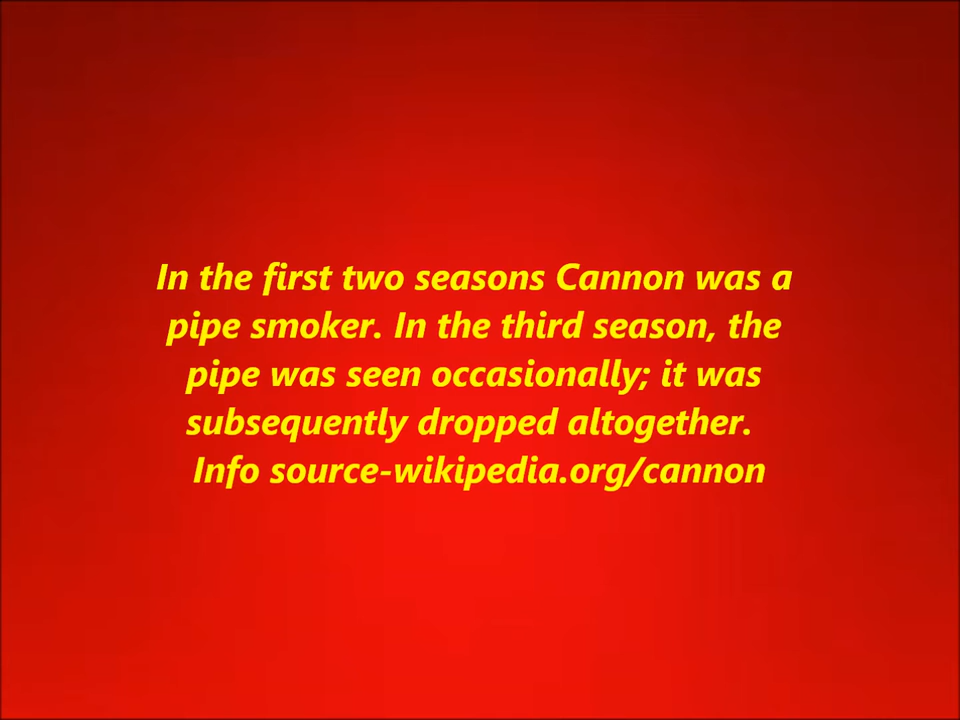 In the first two seasons Cannon was a
pipe smoker. In the third season, the
pipe was seen occasionally; it was
subsequently dropped altogether.
Info source-wikipedia.org/cannon